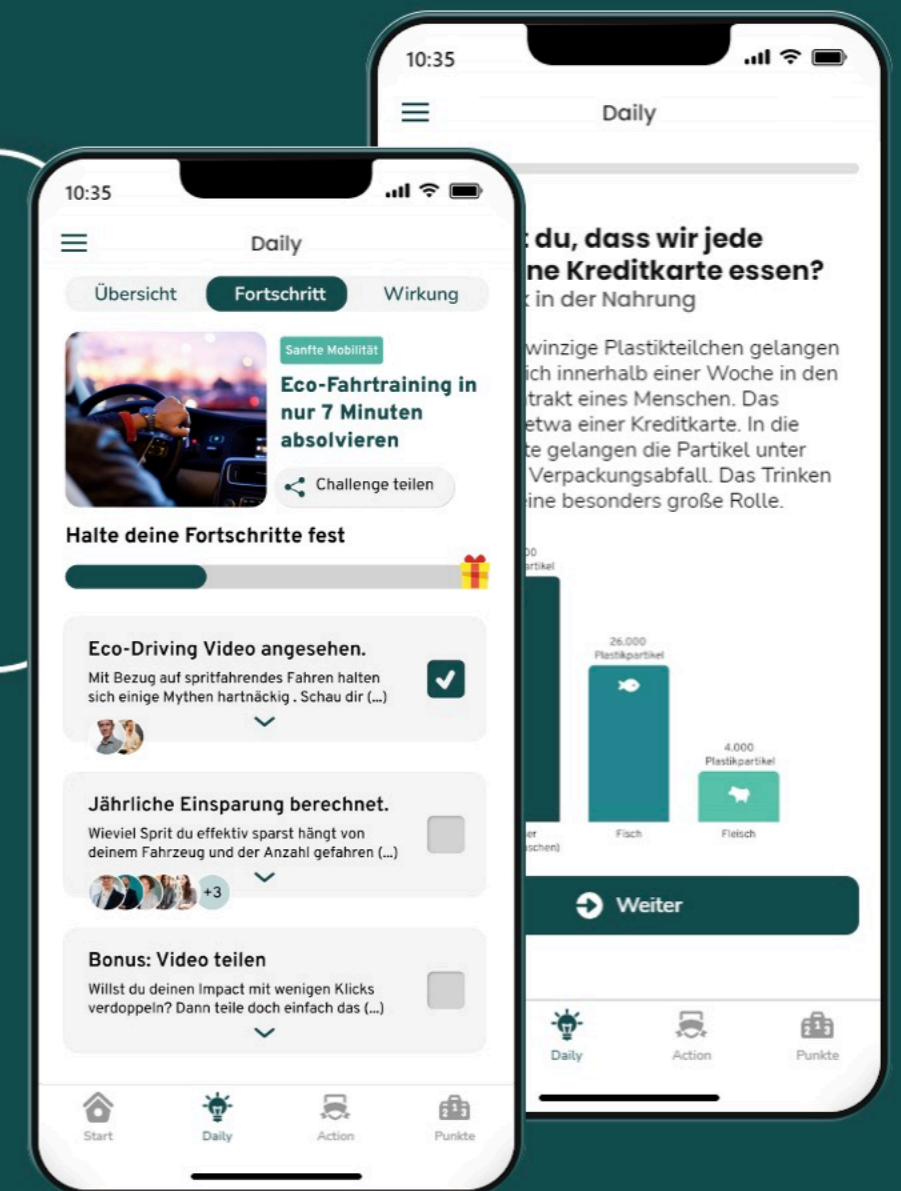 10:35
Daily
Übersicht
Fortschritt
Wirkung
Sanfte Mobilität
Eco-Fahrtraining in
nur 7 Minuten
absolvieren
Challenge teilen
Halte deine Fortschritte fest
Eco-Driving Video angesehen.
Mit Bezug auf spritfahrendes Fahren halten
sich einige Mythen hartnäckig . Schau dir (...)
Jährliche Einsparung berechnet.
Wieviel Sprit du effektiv sparst hängt von
deinem Fahrzeug und der Anzahl gefahren (...)
+3
Bonus: Video teilen
Willst du deinen Impact mit wenigen Klicks
verdoppeln? Dann teile doch einfach das (...)
Start
Daily
Action
Punkte
10:35
Daily
du, dass wir jede
ne Kreditkarte essen?
in der Nahrung
winzige Plastikteilchen gelangen
ich innerhalb einer Woche in den
trakt eines Menschen. Das
etwa einer Kreditkarte. In die
te gelangen die Partikel unter
Verpackungsabfall. Das Trinken
eine besonders große Rolle.
26.000
Plastikpartikel
4.000
Plastikpartikel
Fisch
Fleisch
Weiter
Daily
Action
Punkte